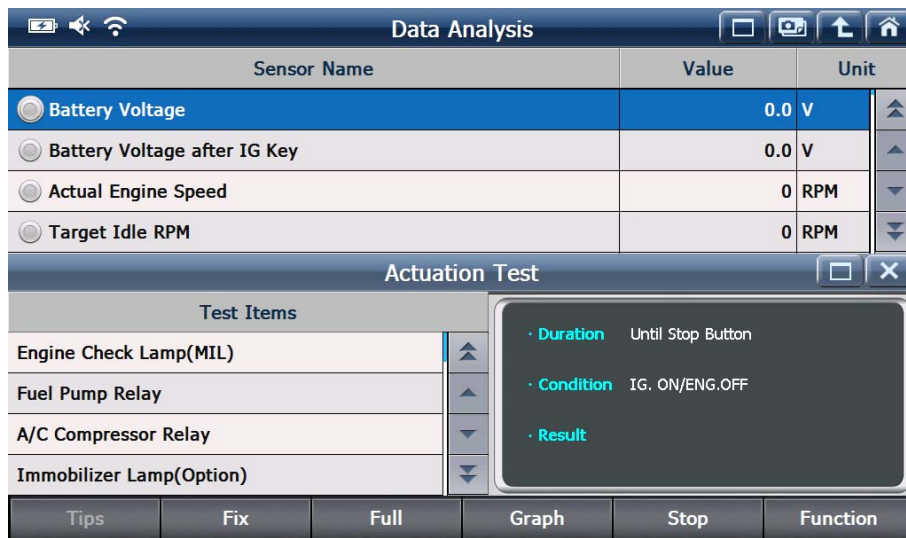 Data Analysis
Sensor Name Value Unit
Battery Voltage 0.0 V
Battery Voltage after IG Key 0.0 V
Actual Engine Speed 0 RPM
Target Idle RPM 0 RPM
Actuation Test
Test Items
Engine Check Lamp(MIL)
Fuel Pump Relay
A/C Compressor Relay
Immobilizer Lamp(Option)
· Duration Until Stop Button
· Condition IG. ON/ENG.OFF
· Result
Tips Fix Full Graph Stop Function